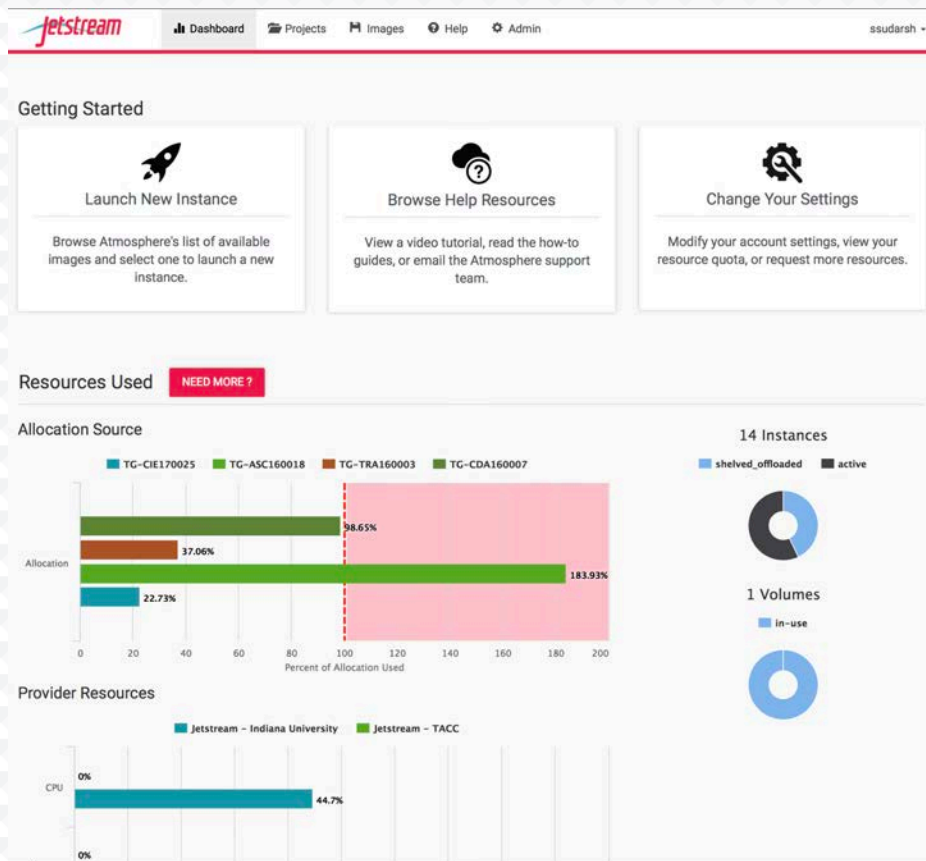 Jetstream
Dashboard Projects Images Help Admin ssudarsh
Getting Started
Launch New Instance
Browse Atmosphere's list of available
images and select one to launch a new
instance.
Browse Help Resources
View a video tutorial, read the how-to
guides, or email the Atmosphere support
team.
Change Your Settings
Modify your account settings, view your
resource quota, or request more resources.
Resources Used NEED MORE ?
Allocation Source
TG-CIE170025 TG-ASC160018 TG-TRA160003 TG-CDA160007
98.65%
37.06%
Allocation
183.93%
22.73%
0 20 40 60 80 100 120 140 160 180 200
Percent of Allocation Used
14 Instances
shelved_offloaded active
1 Volumes
in-use
Provider Resources
Jetstream - Indiana University Jetstream - TACC
0%
CPU
44.7%
0%